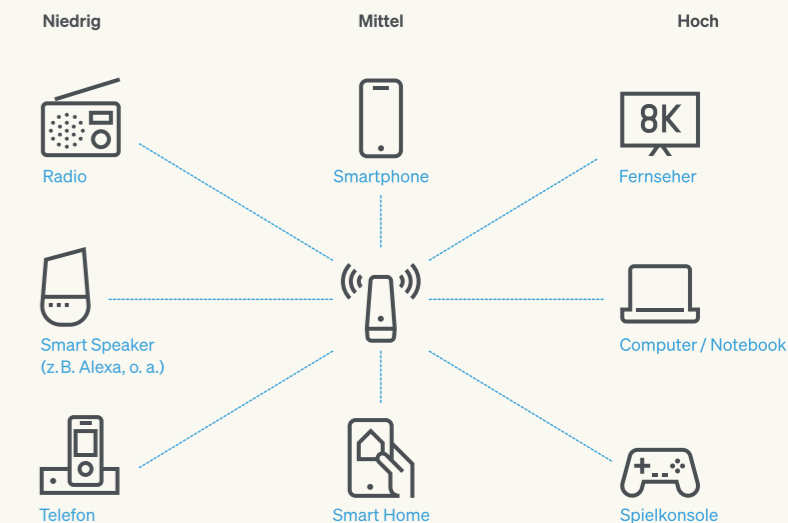 Niedrig
Mittel
Hoch
8K
Radio
Smartphone
Fernseher
Smart Speaker
(z. B. Alexa, o. a.)
Computer / Notebook
Telefon
Smart Home
Spielkonsole